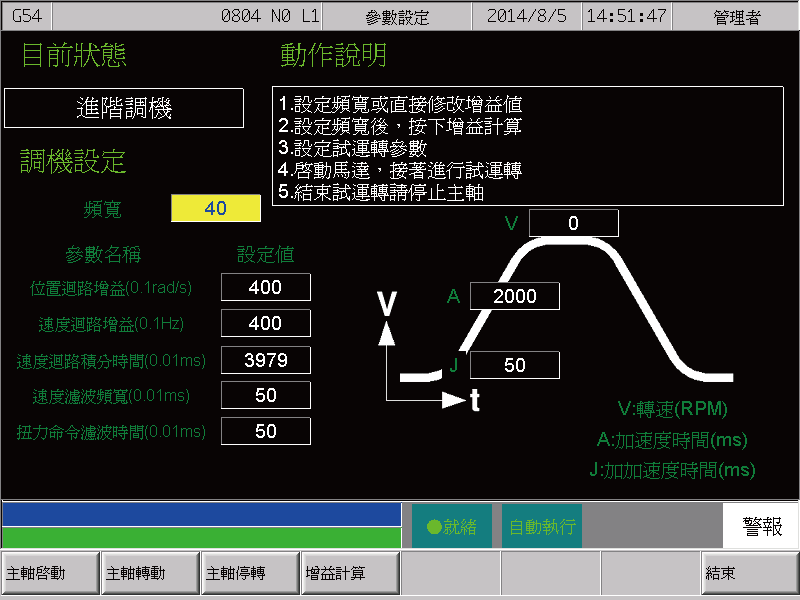 G54 0804 N0 L1 參數設定 2014/8/5 14:51:47 管理者
目前狀態
動作說明
進階調機
1.設定頻寬或直接修改增益值
2.設定頻寬後，按下增益計算
3.設定試運轉參數
4.啓動馬達，接著進行試運轉
5.結束試運轉請停止主軸
調機設定
頻寬 40
參數名稱 設定值
位置迴路增益(0.1rad/s) 400
速度迴路增益(0.1Hz) 400
速度迴路積分時間(0.01ms) 3979
速度濾波頻寬(0.01ms) 50
扭力命令濾波時間(0.01ms) 50
V 0
A 2000
J 50
V
t
V:轉速(RPM)
A:加速度時間(ms)
J:加加速度時間(ms)
●就緒 自動執行 警報
主軸啓動 主軸轉動 主軸停轉 增益計算 結束